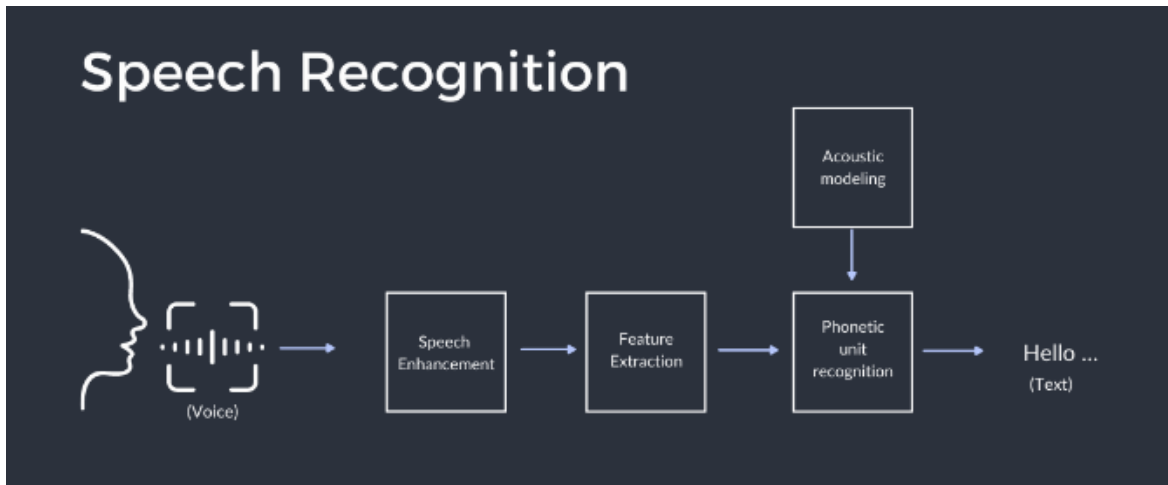 Speech Recognition
Acoustic
modeling
Speech
Enhancement
Feature
Extraction
Phonetic
unit
recognition
Hello ...
(Text)
(Voice)